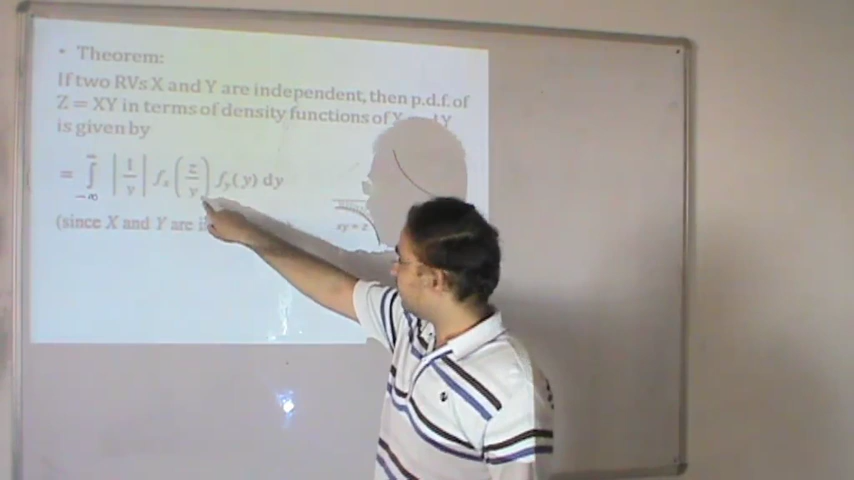 • Theorem:
If two RVs X and Y are independent, then p.d.f. of
Z = XY in terms of density functions of X Y
is given by
= ∫_{-∞}^{∞} |1/y| f_x (z/y) f_y(y) dy
(since X and Y are
xy = z